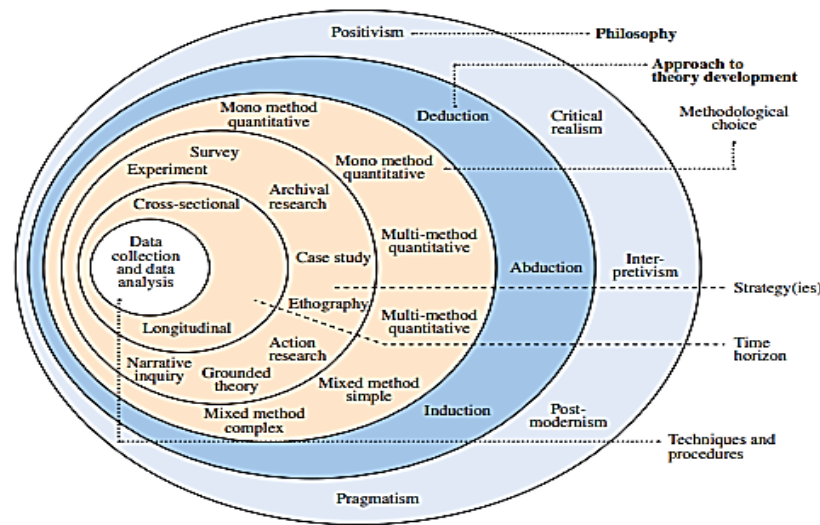 Positivism
Philosophy
Approach to
theory development
Mono method
quantitative
Deduction
Critical
realism
Methodological
choice
Survey
Experiment
Mono method
quantitative
Archival
research
Cross-sectional
Data
collection
and data
analysis
Case study
Multi-method
quantitative
Abduction
Inter-
pretivism
Strategy(ies)
Ethography
Longitudinal
Multi-method
quantitative
Time
horizon
Action
research
Narrative
inquiry
Grounded
theory
Mixed method
simple
Mixed method
complex
Induction
Post-
modernism
Techniques and
procedures
Pragmatism